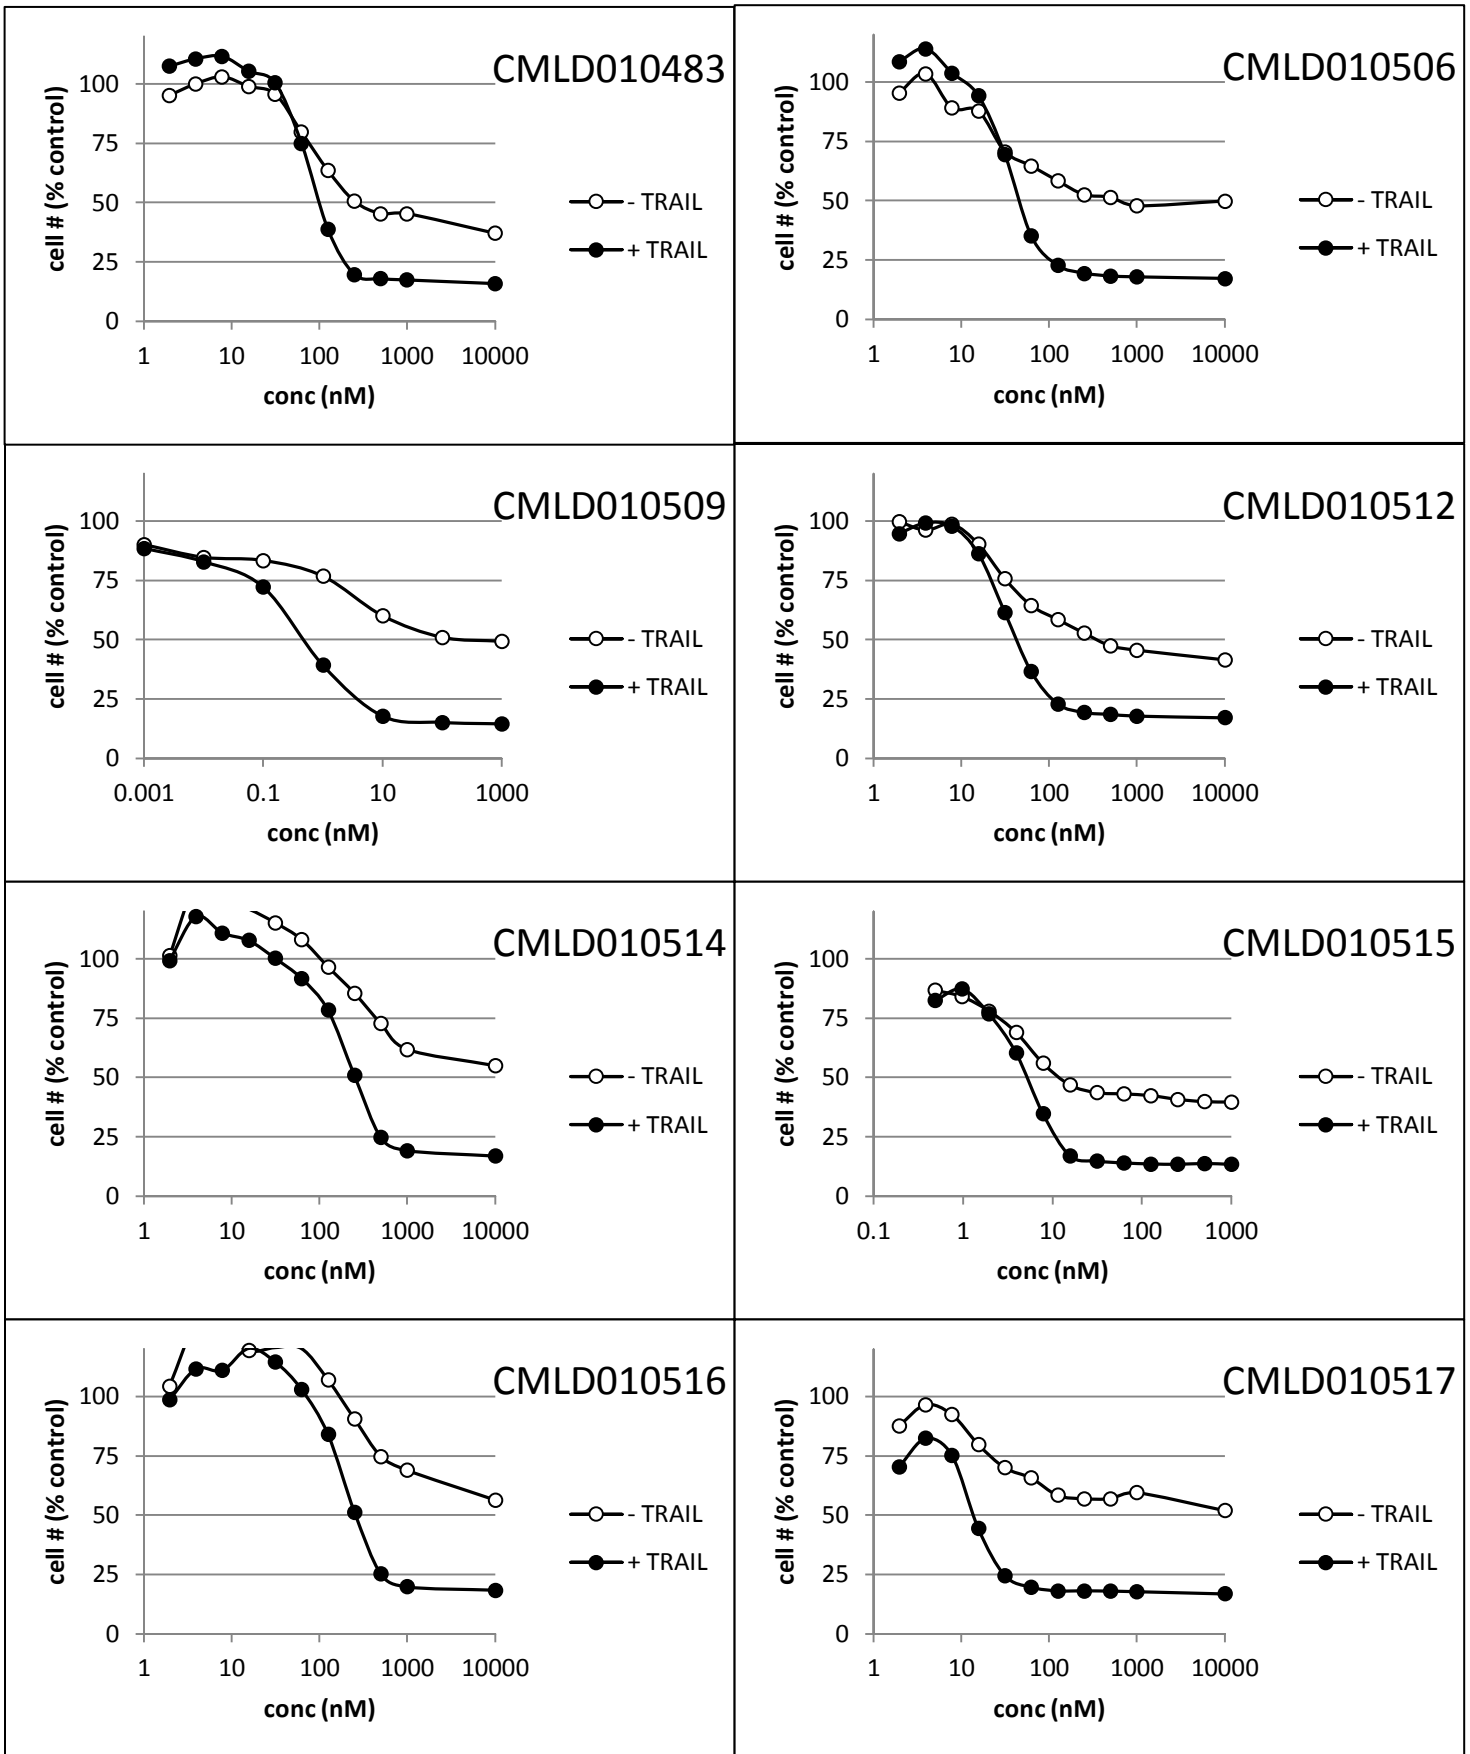 CMLD010483
cell # (% control)
100
75
50
25
0
- TRAIL
+ TRAIL
1 10 100 1000 10000
conc (nM)
CMLD010506
cell # (% control)
100
75
50
25
0
- TRAIL
+ TRAIL
1 10 100 1000 10000
conc (nM)
CMLD010509
cell # (% control)
100
75
50
25
0
- TRAIL
+ TRAIL
0.001 0.1 10 1000
conc (nM)
CMLD010512
cell # (% control)
100
75
50
25
0
- TRAIL
+ TRAIL
1 10 100 1000 10000
conc (nM)
CMLD010514
cell # (% control)
100
75
50
25
0
- TRAIL
+ TRAIL
1 10 100 1000 10000
conc (nM)
CMLD010515
cell # (% control)
100
75
50
25
0
- TRAIL
+ TRAIL
0.1 1 10 100 1000
conc (nM)
CMLD010516
cell # (% control)
100
75
50
25
0
- TRAIL
+ TRAIL
1 10 100 1000 10000
conc (nM)
CMLD010517
cell # (% control)
100
75
50
25
0
- TRAIL
+ TRAIL
1 10 100 1000 10000
conc (nM)